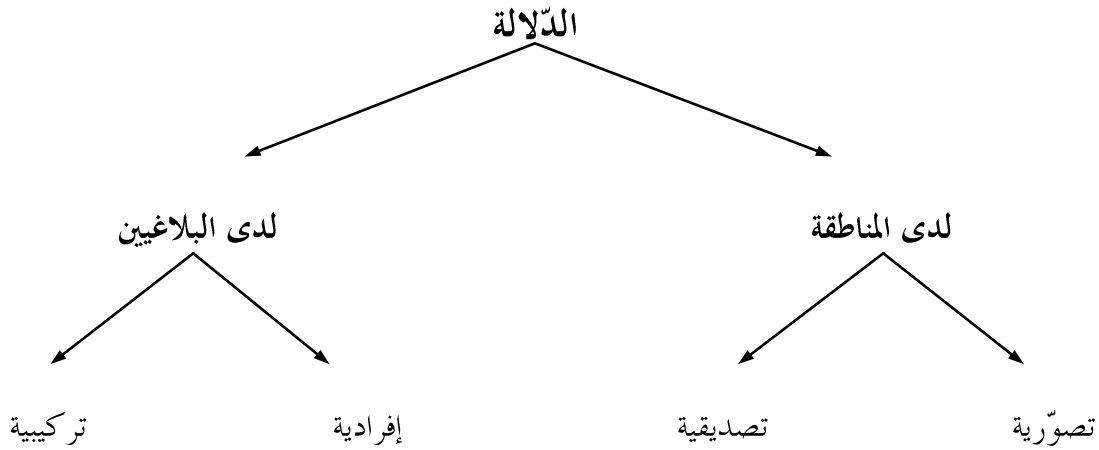 الدّلالة
لدى المناطقة
لدى البلاغيين
تصوّرية
تصديقية
إفرادية
تركيبية